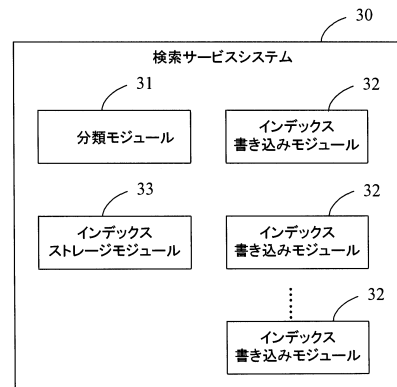 30
検索サービスシステム
31
分類モジュール
32
インデックス
書き込みモジュール
33
インデックス
ストレージモジュール
32
インデックス
書き込みモジュール
32
インデックス
書き込みモジュール